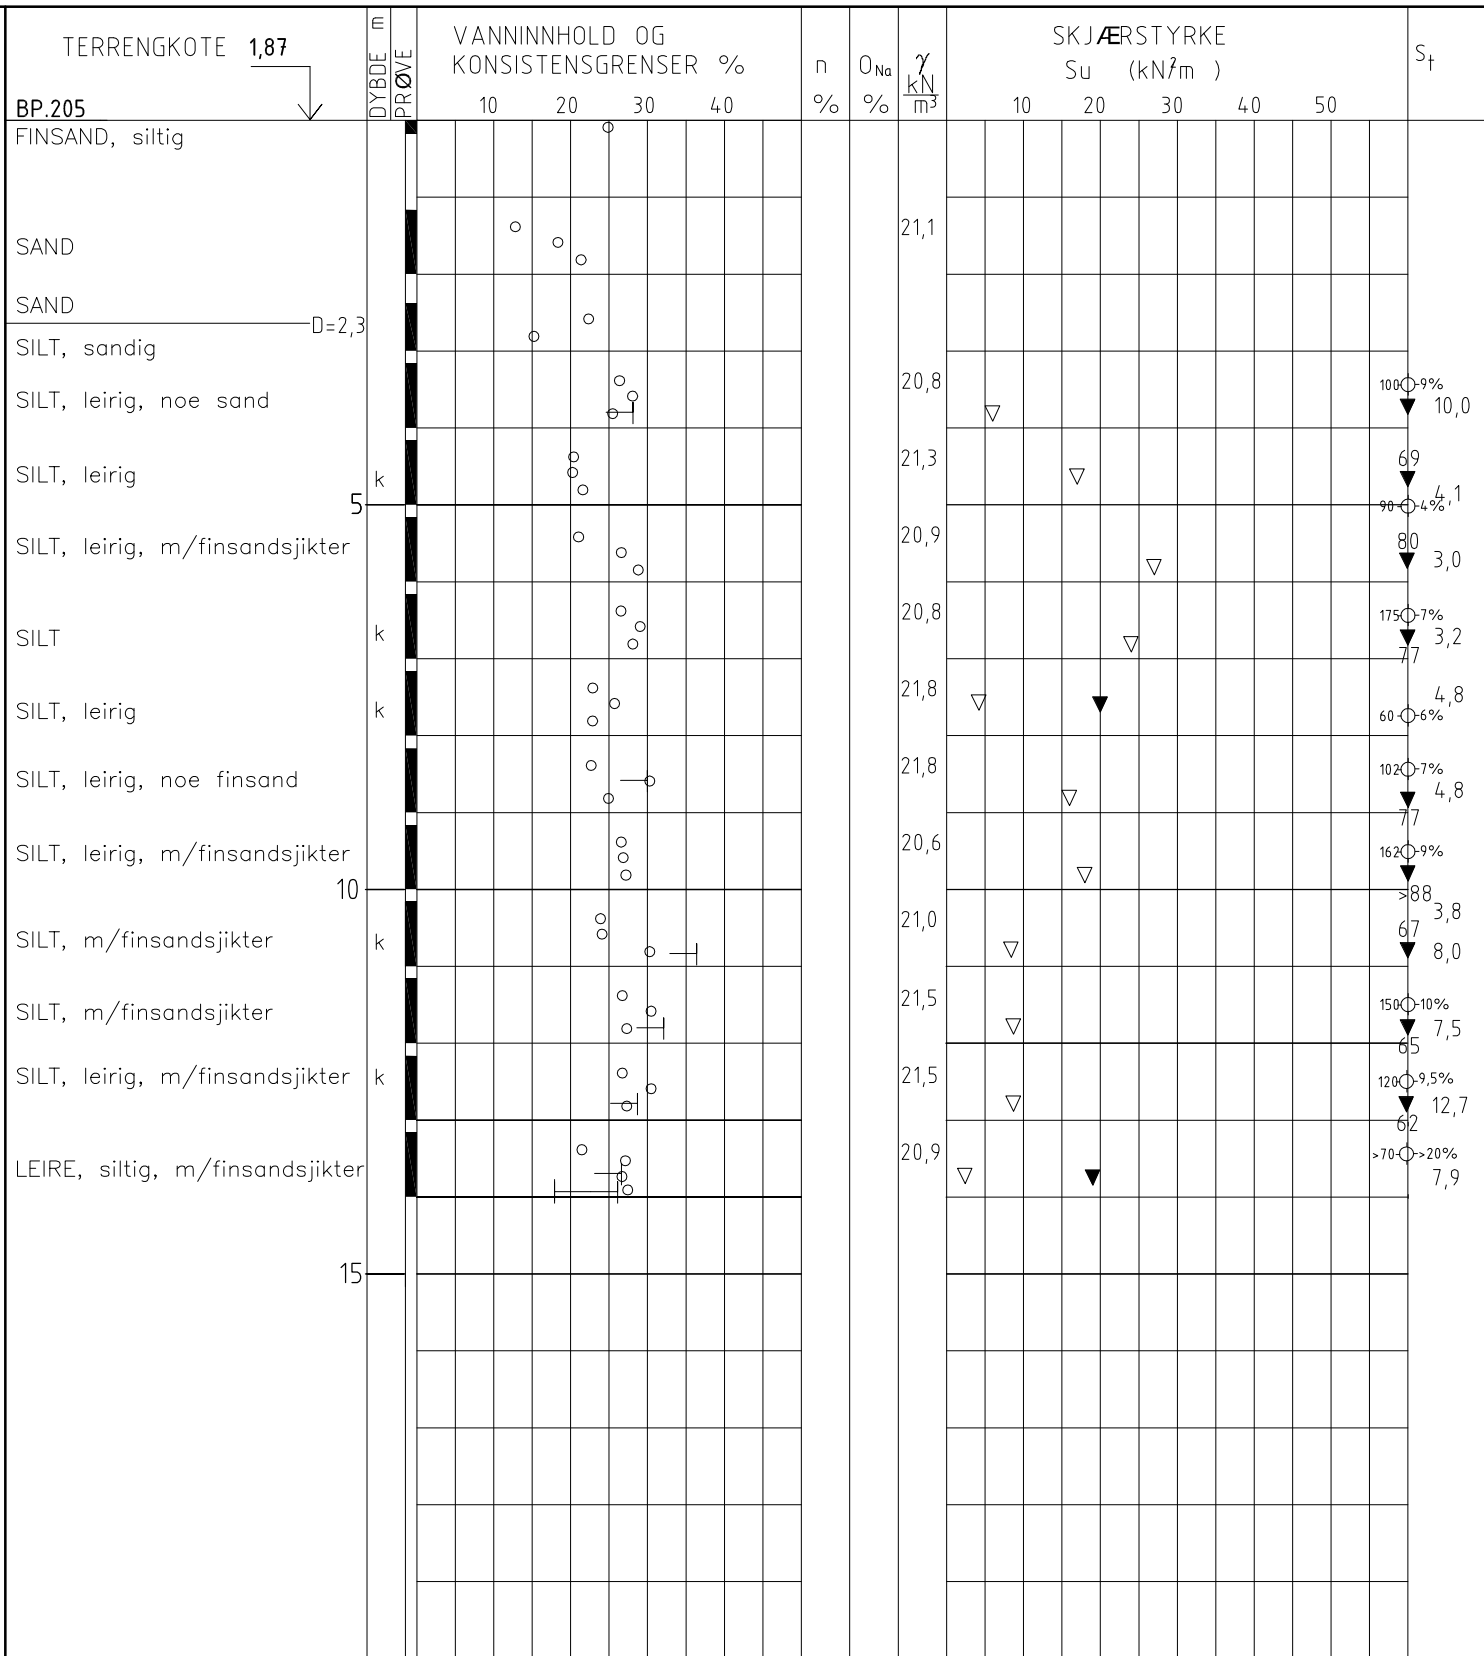 TERRENGKOTE 1,87
BP.205
DYBDE m
PRØVE
VANNINNHOLD OG
KONSISTENSGRENSER %
10 20 30 40
n
%
O Na
%
γ
kN
m³
SKJÆRSTYRKE
Su (kN/m² )
10 20 30 40 50
St
FINSAND, siltig
SAND
21,1
SAND
D=2,3
SILT, sandig
SILT, leirig, noe sand
20,8
100 9%
10,0
SILT, leirig
k
21,3
69
4,1
5
90 4%
SILT, leirig, m/finsandsjikter
20,9
80
3,0
SILT
k
20,8
175 7%
3,2
77
SILT, leirig
k
21,8
4,8
60 6%
SILT, leirig, noe finsand
21,8
102 7%
4,8
77
SILT, leirig, m/finsandsjikter
20,6
162 9%
10
>88
3,8
SILT, m/finsandsjikter
k
21,0
67
8,0
SILT, m/finsandsjikter
21,5
150 10%
7,5
65
SILT, leirig, m/finsandsjikter
k
21,5
120 9,5%
12,7
62
LEIRE, siltig, m/finsandsjikter
20,9
>70 >20%
7,9
15